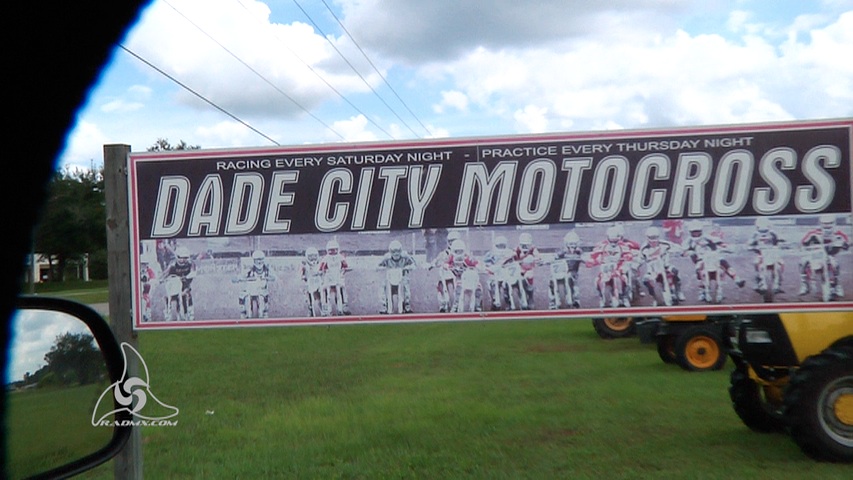 RACING EVERY SATURDAY NIGHT - PRACTICE EVERY THURSDAY NIGHT
DADE CITY MOTOCROSS
RADMX.COM